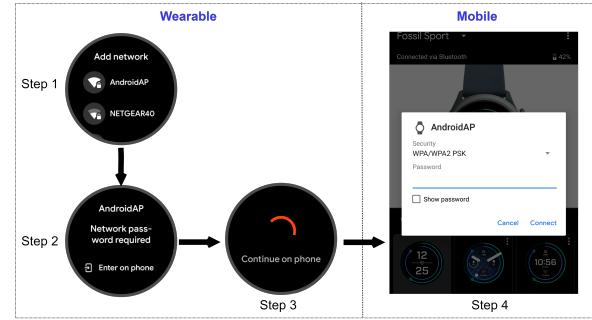 Wearable
Mobile
Step 1
Add network
AndroidAP
NETGEAR40
Step 2
AndroidAP
Network pass-
word required
Enter on phone
Continue on phone
Step 3
Fossil Sport
Connected via Bluetooth
42%
AndroidAP
Security
WPA/WPA2 PSK
Password
Show password
Cancel Connect
12
25
10:56
Step 4